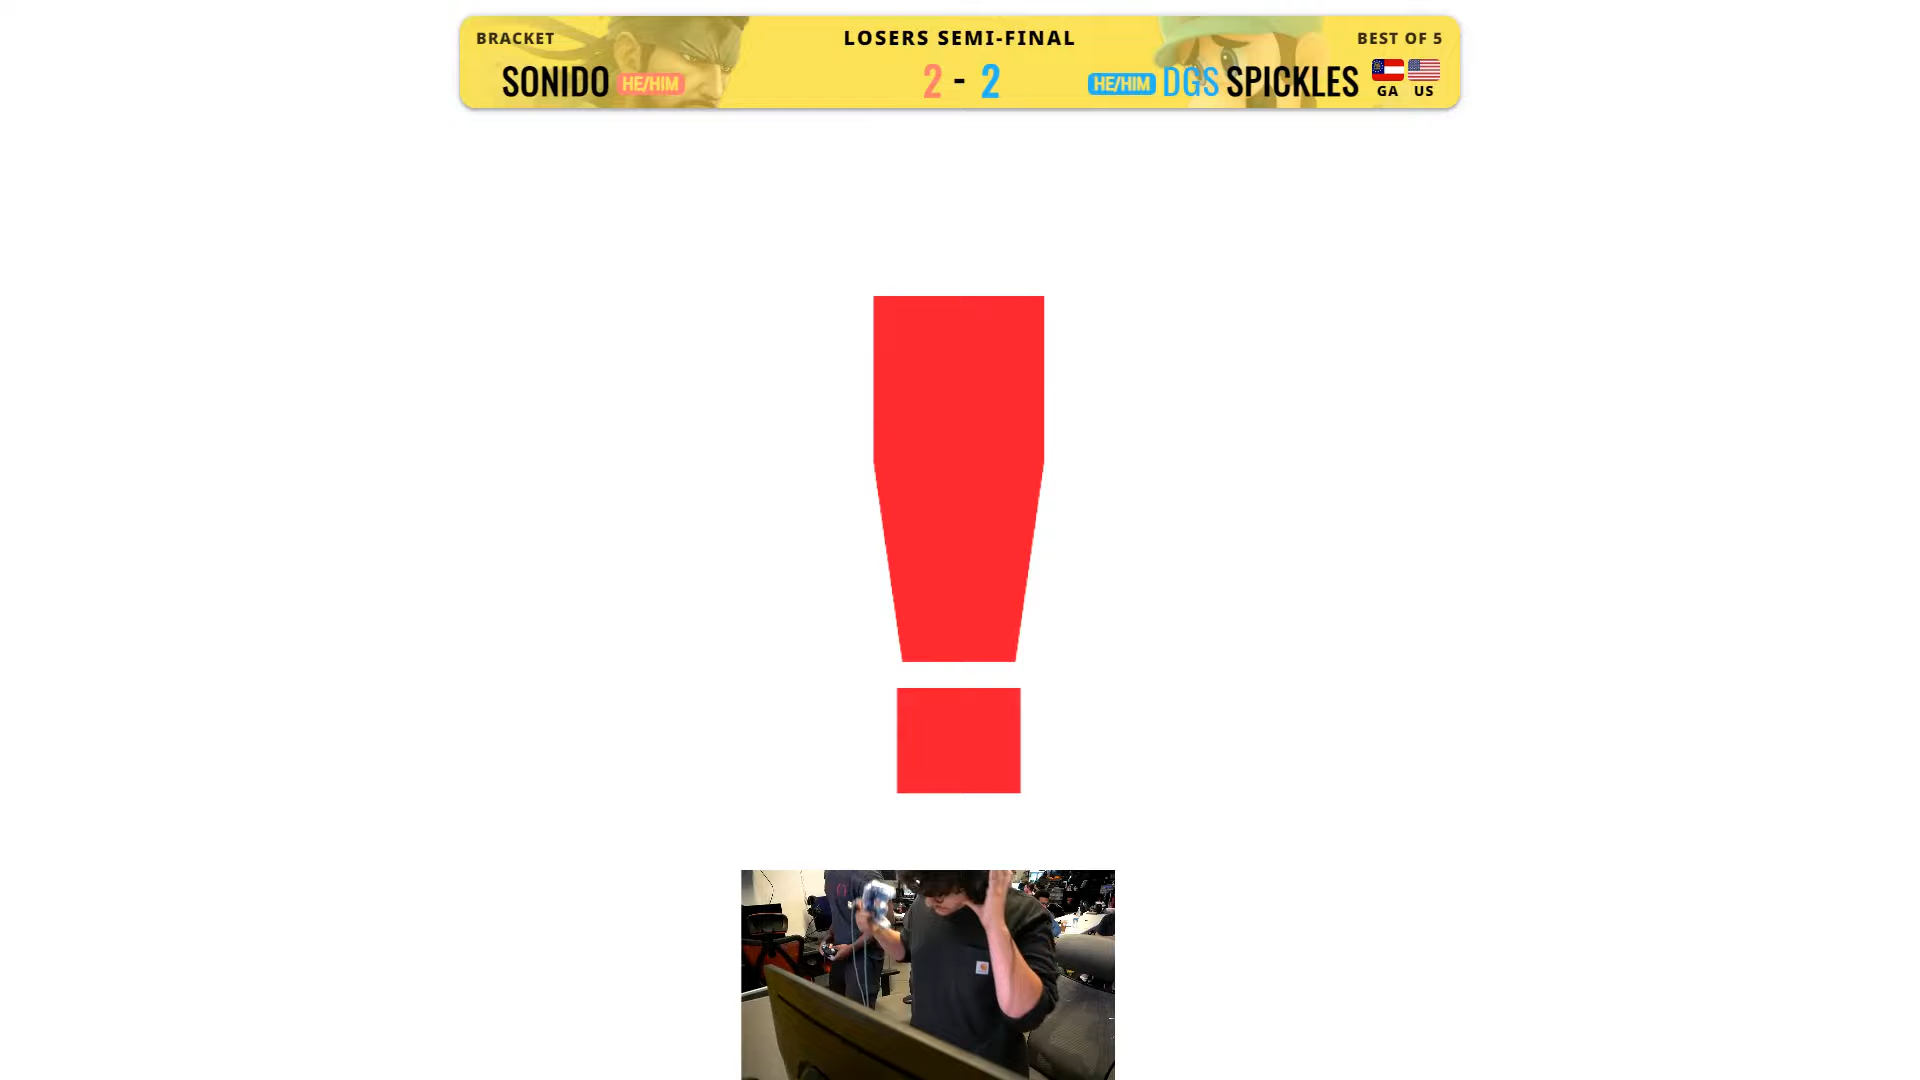 BRACKET
LOSERS SEMI-FINAL
BEST OF 5
SONIDO HE/HIM
2 - 2
HE/HIM DGS SPICKLES
GA US
!